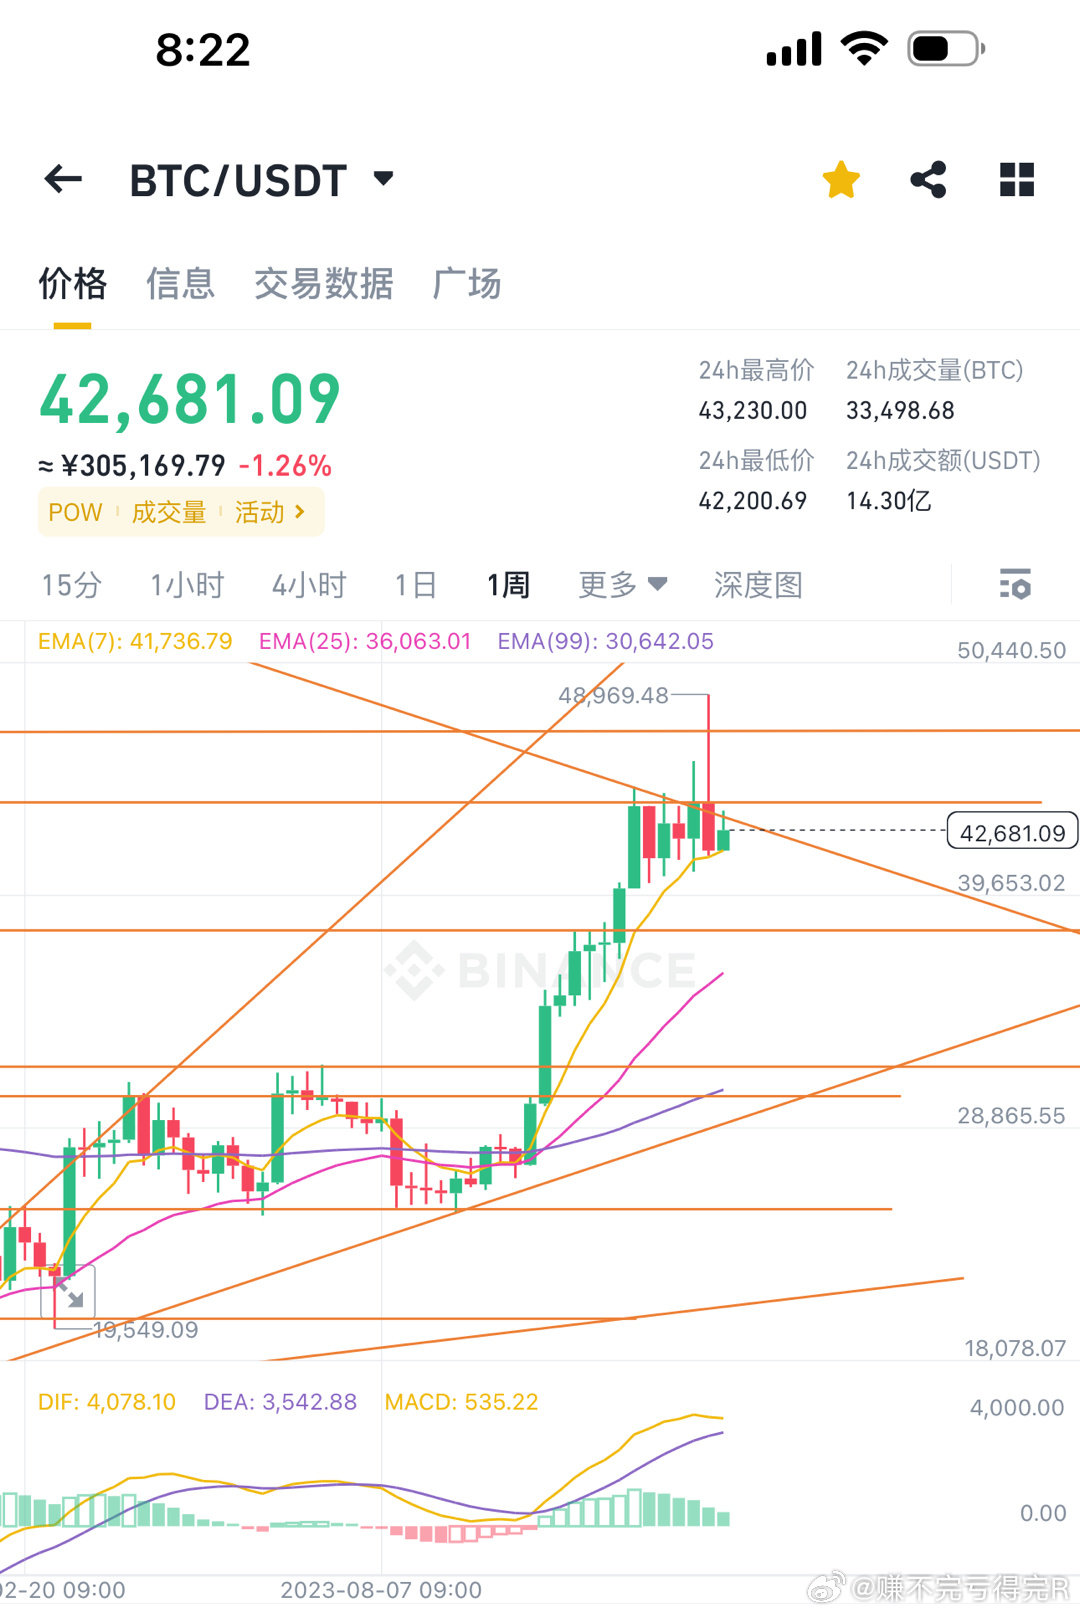 8:22
BTC/USDT
价格 信息 交易数据 广场
42,681.09
≈ ¥305,169.79 -1.26%
POW 成交量 活动
24h最高价 24h成交量(BTC)
43,230.00 33,498.68
24h最低价 24h成交额(USDT)
42,200.69 14.30亿
15分 1小时 4小时 1日 1周 更多 深度图
EMA(7): 41,736.79 EMA(25): 36,063.01 EMA(99): 30,642.05
50,440.50
48,969.48
42,681.09
39,653.02
BINANCE
28,865.55
19,549.09
18,078.07
DIF: 4,078.10 DEA: 3,542.88 MACD: 535.22
4,000.00
0.00
02-20 09:00 2023-08-07 09:00
@赚不完亏得完R